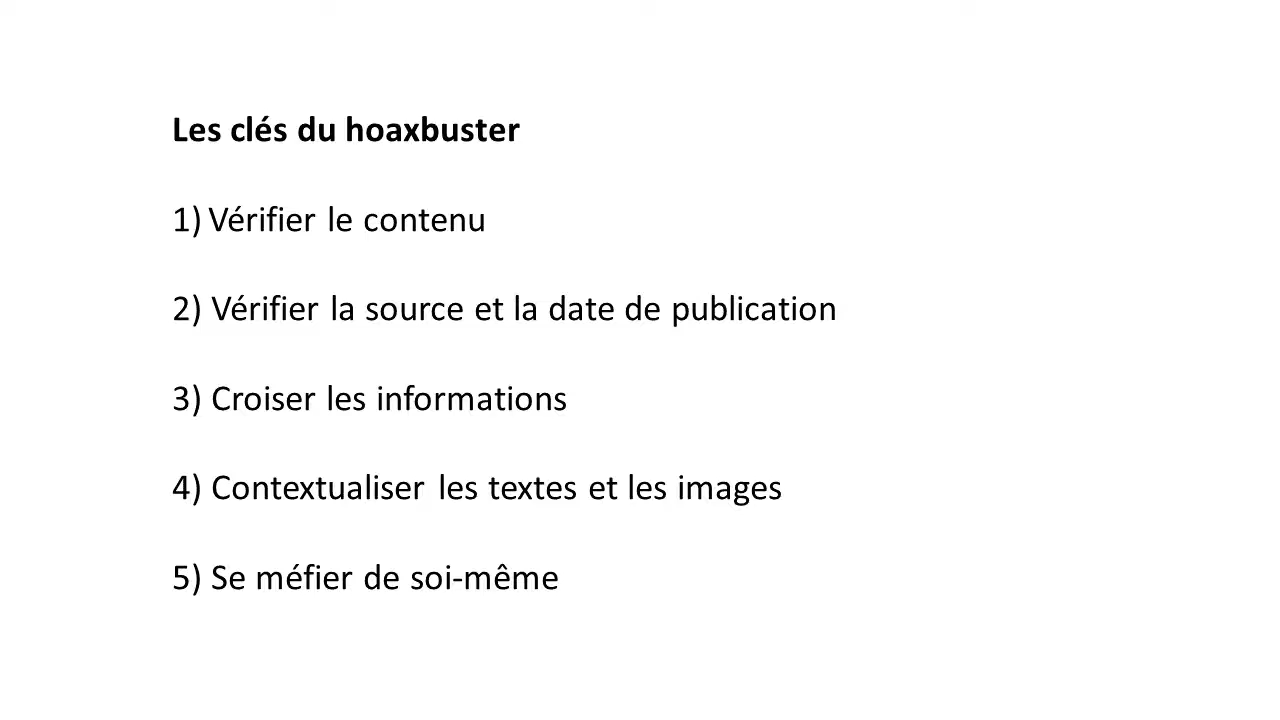 Les clés du hoaxbuster
1) Vérifier le contenu
2) Vérifier la source et la date de publication
3) Croiser les informations
4) Contextualiser les textes et les images
5) Se méfier de soi-même